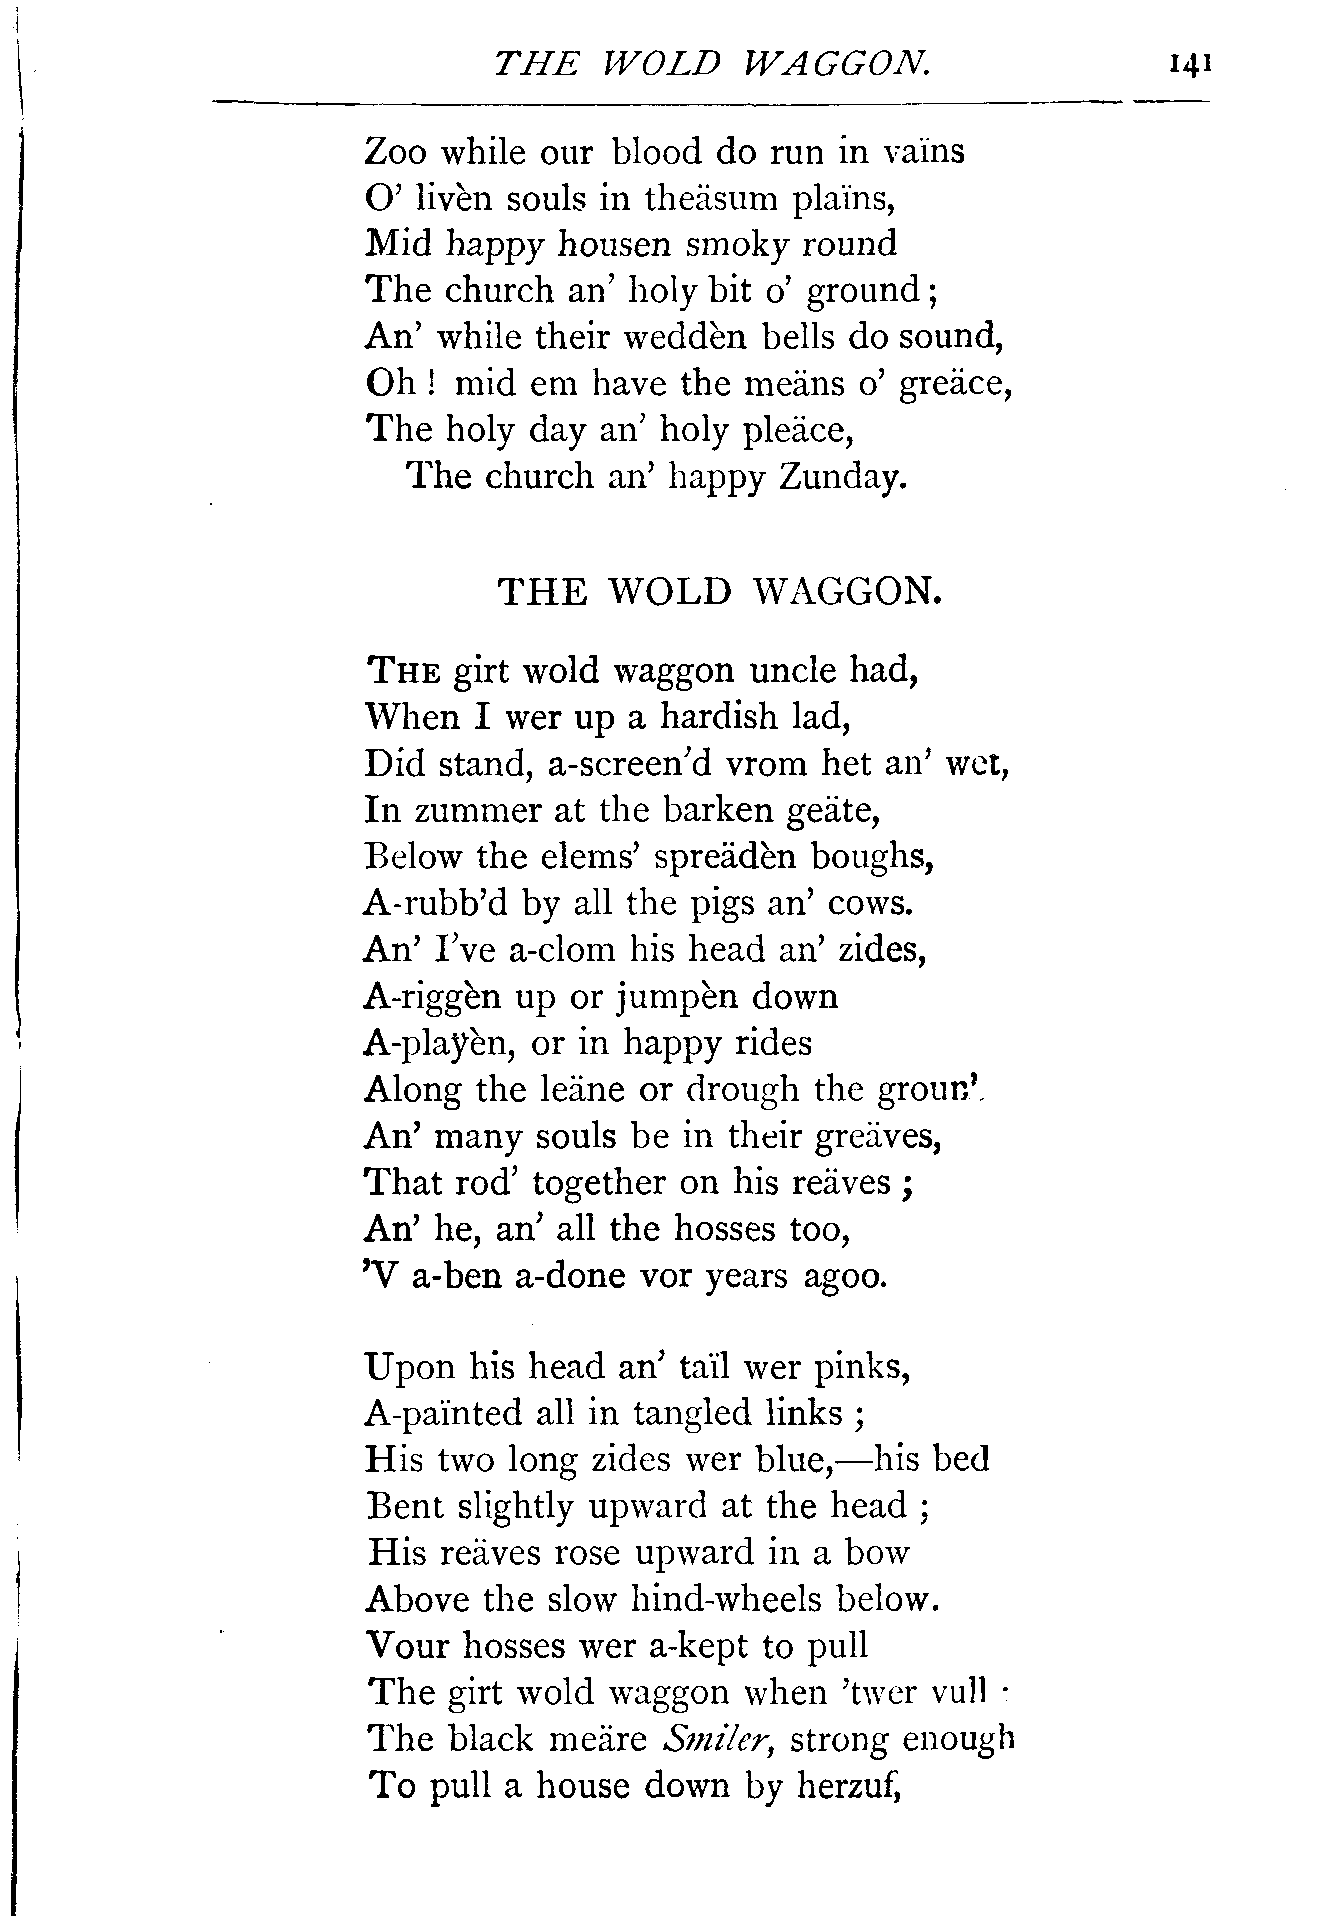 THE WOLD WAGGON. 141
Zoo while our blood do run in vaïns
O' livèn souls in theäsum plaïns,
Mid happy housen smoky round
The church an' holy bit o' ground;
An' while their weddèn bells do sound,
Oh! mid em have the meäns o' greäce,
The holy day an' holy pleäce,
The church an' happy Zunday.
THE WOLD WAGGON.
THE girt wold waggon uncle had,
When I wer up a hardish lad,
Did stand, a-screen'd vrom het an' wet,
In zummer at the barken geäte,
Below the elems' spreädèn boughs,
A-rubb'd by all the pigs an' cows.
An' I've a-clom his head an' zides,
A-riggèn up or jumpèn down
A-playèn, or in happy rides
Along the leäne or drough the groun'.
An' many souls be in their greäves,
That rod' together on his reäves;
An' he, an' all the hosses too,
'V a-ben a-done vor years agoo.
Upon his head an' taïl wer pinks,
A-païnted all in tangled links;
His two long zides wer blue,—his bed
Bent slightly upward at the head;
His reäves rose upward in a bow
Above the slow hind-wheels below.
Vour hosses wer a-kept to pull
The girt wold waggon when 'twer vull:
The black meäre Smiler, strong enough
To pull a house down by herzuf,